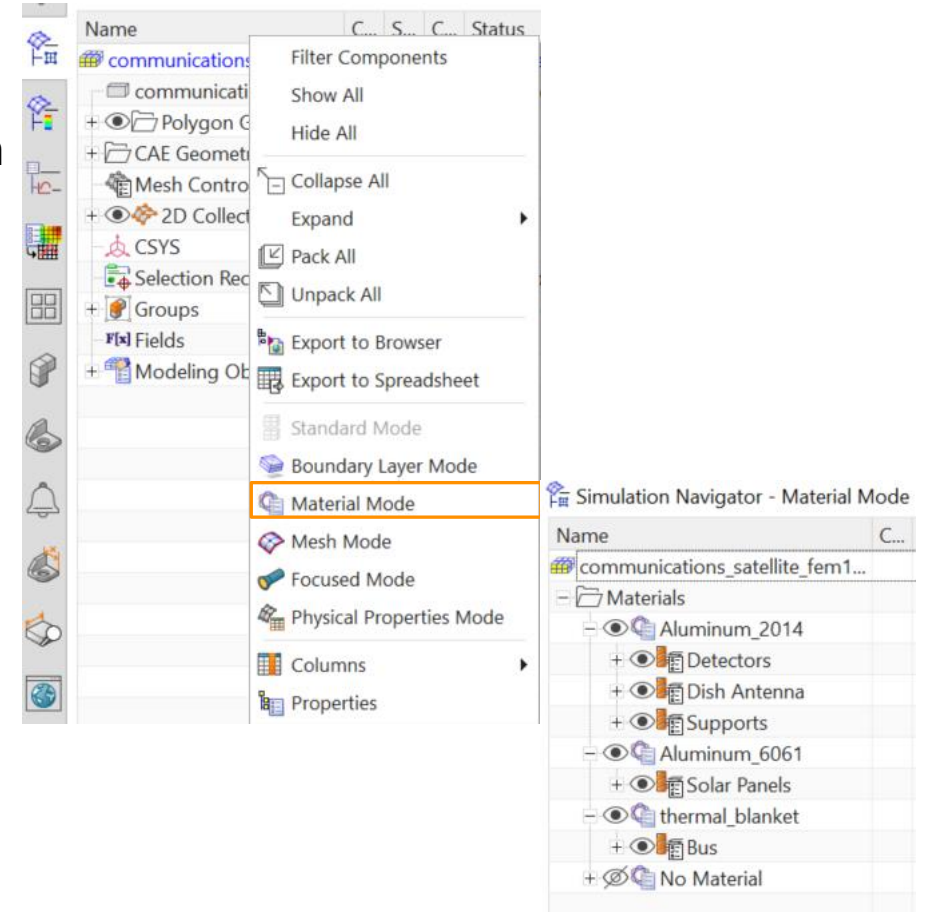 Name C... S... C... Status
communications
communicati
Polygon G
CAE Geometr
Mesh Contro
2D Collect
CSYS
Selection Rec
Groups
F[x] Fields
Modeling Ob
Filter Components
Show All
Hide All
Collapse All
Expand
Pack All
Unpack All
Export to Browser
Export to Spreadsheet
Standard Mode
Boundary Layer Mode
Material Mode
Mesh Mode
Focused Mode
Physical Properties Mode
Columns
Properties
Simulation Navigator - Material Mode
Name C...
communications_satellite_fem1...
Materials
Aluminum_2014
Detectors
Dish Antenna
Supports
Aluminum_6061
Solar Panels
thermal_blanket
Bus
No Material